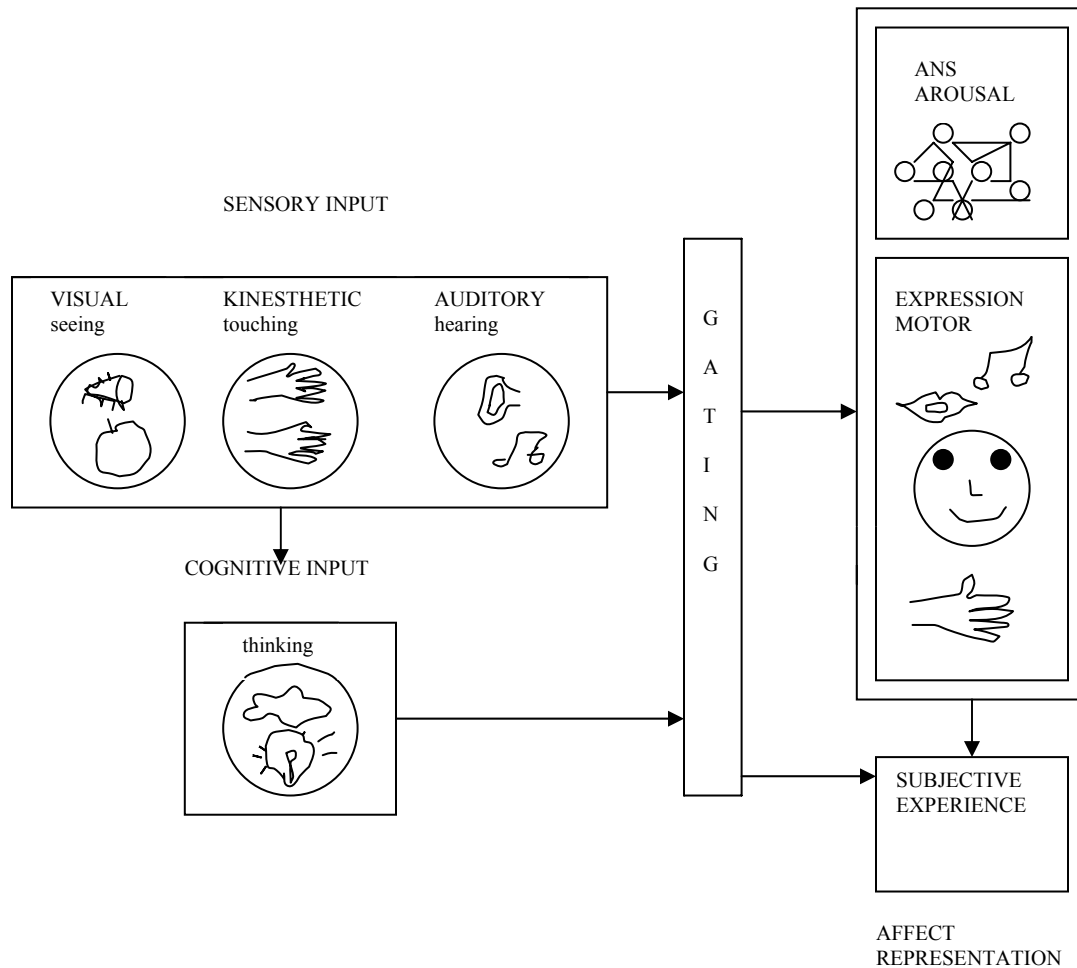 SENSORY INPUT
VISUAL
seeing
KINESTHETIC
touching
AUDITORY
hearing
COGNITIVE INPUT
thinking
G
A
T
I
N
G
ANS
AROUSAL
EXPRESSION
MOTOR
SUBJECTIVE
EXPERIENCE
AFFECT
REPRESENTATION